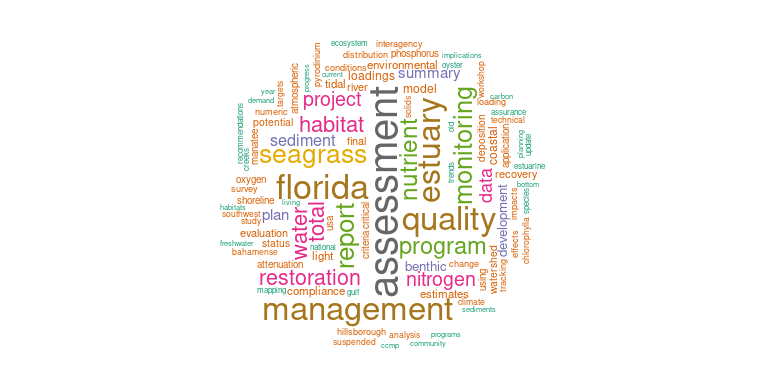 ecosystem
interagency
distribution
phosphorus
implications
pyrodinium
atmospheric
progress
conditions
environmental
oyster
current
loadings
summary
workshop
year
targets
tidal
river
model
carbon
demand
project
solids
loading
numeric
assessment
estuary
monitoring
assurance
recommendations
potential
habitat
nutrient
old
deposition
technical
creeks
manatee
sediment
final
coastal
application
planning
update
seagrass
trends
estuarine
oxygen
florida
data
recovery
survey
bottom
shoreline
living
habitats
southwest
plan
water
total
report
usa
criteria
critical
quality
development
impacts
species
study
evaluation
status
national
program
effects
chlorophylla
freshwater
bahamense
light
attenuation
benthic
change
watershed
tracking
restoration
nitrogen
using
mapping
compliance
gulf
estimates
management
climate
sediments
hillsborough
analysis
programs
suspended
ccmp
community